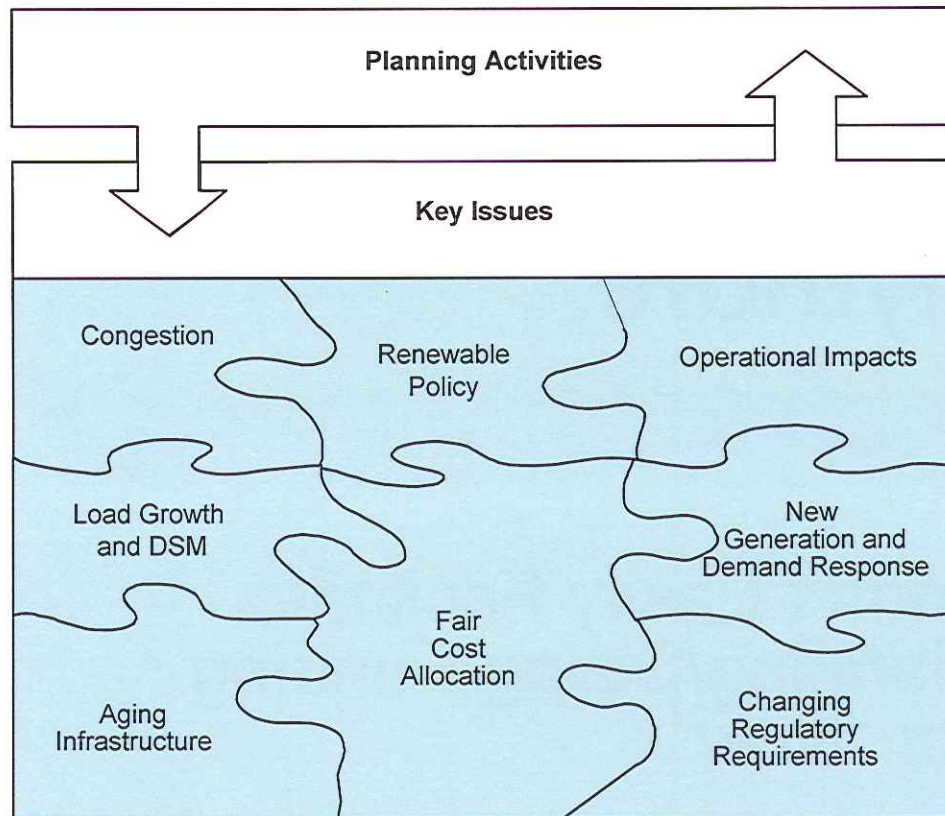 Planning Activities
Key Issues
Congestion
Renewable
Policy
Operational Impacts
Load Growth
and DSM
New
Generation and
Demand Response
Fair
Cost
Allocation
Aging
Infrastructure
Changing
Regulatory
Requirements